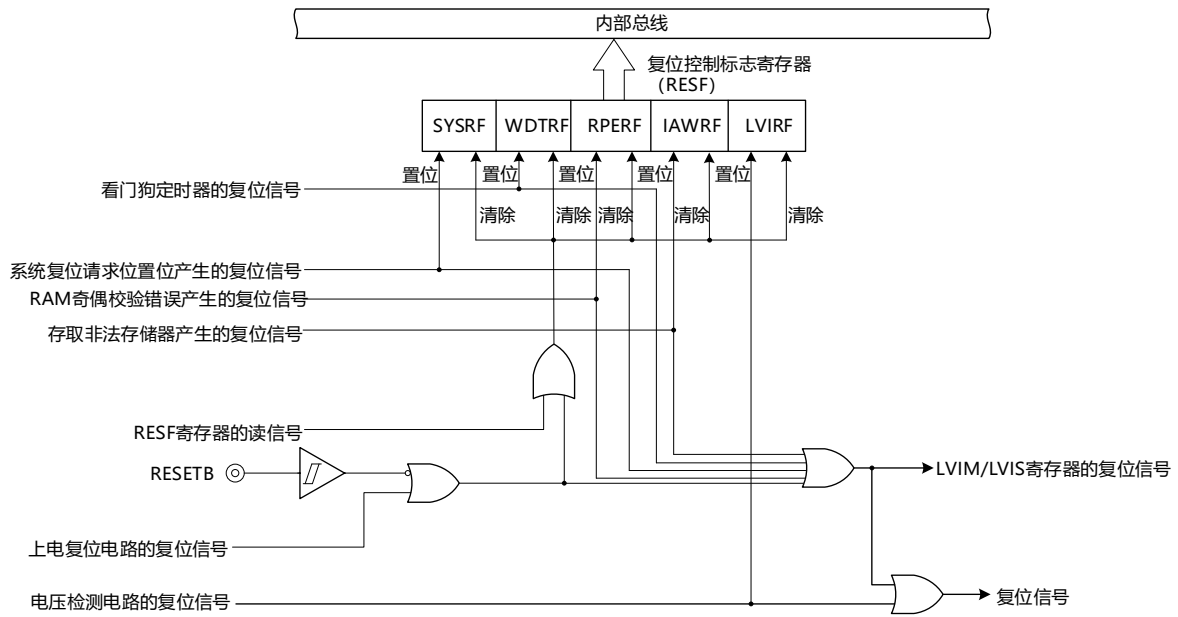 内部总线
复位控制标志寄存器
（RESF）
SYSRF WDTRF RPERF IAWRF LVIRF
置位 置位 置位 置位 置位
看门狗定时器的复位信号
清除 清除 清除 清除 清除
系统复位请求位置位产生的复位信号
RAM奇偶校验错误产生的复位信号
存取非法存储器产生的复位信号
RESF寄存器的读信号
RESETB
LVIM/LVIS寄存器的复位信号
上电复位电路的复位信号
电压检测电路的复位信号
复位信号